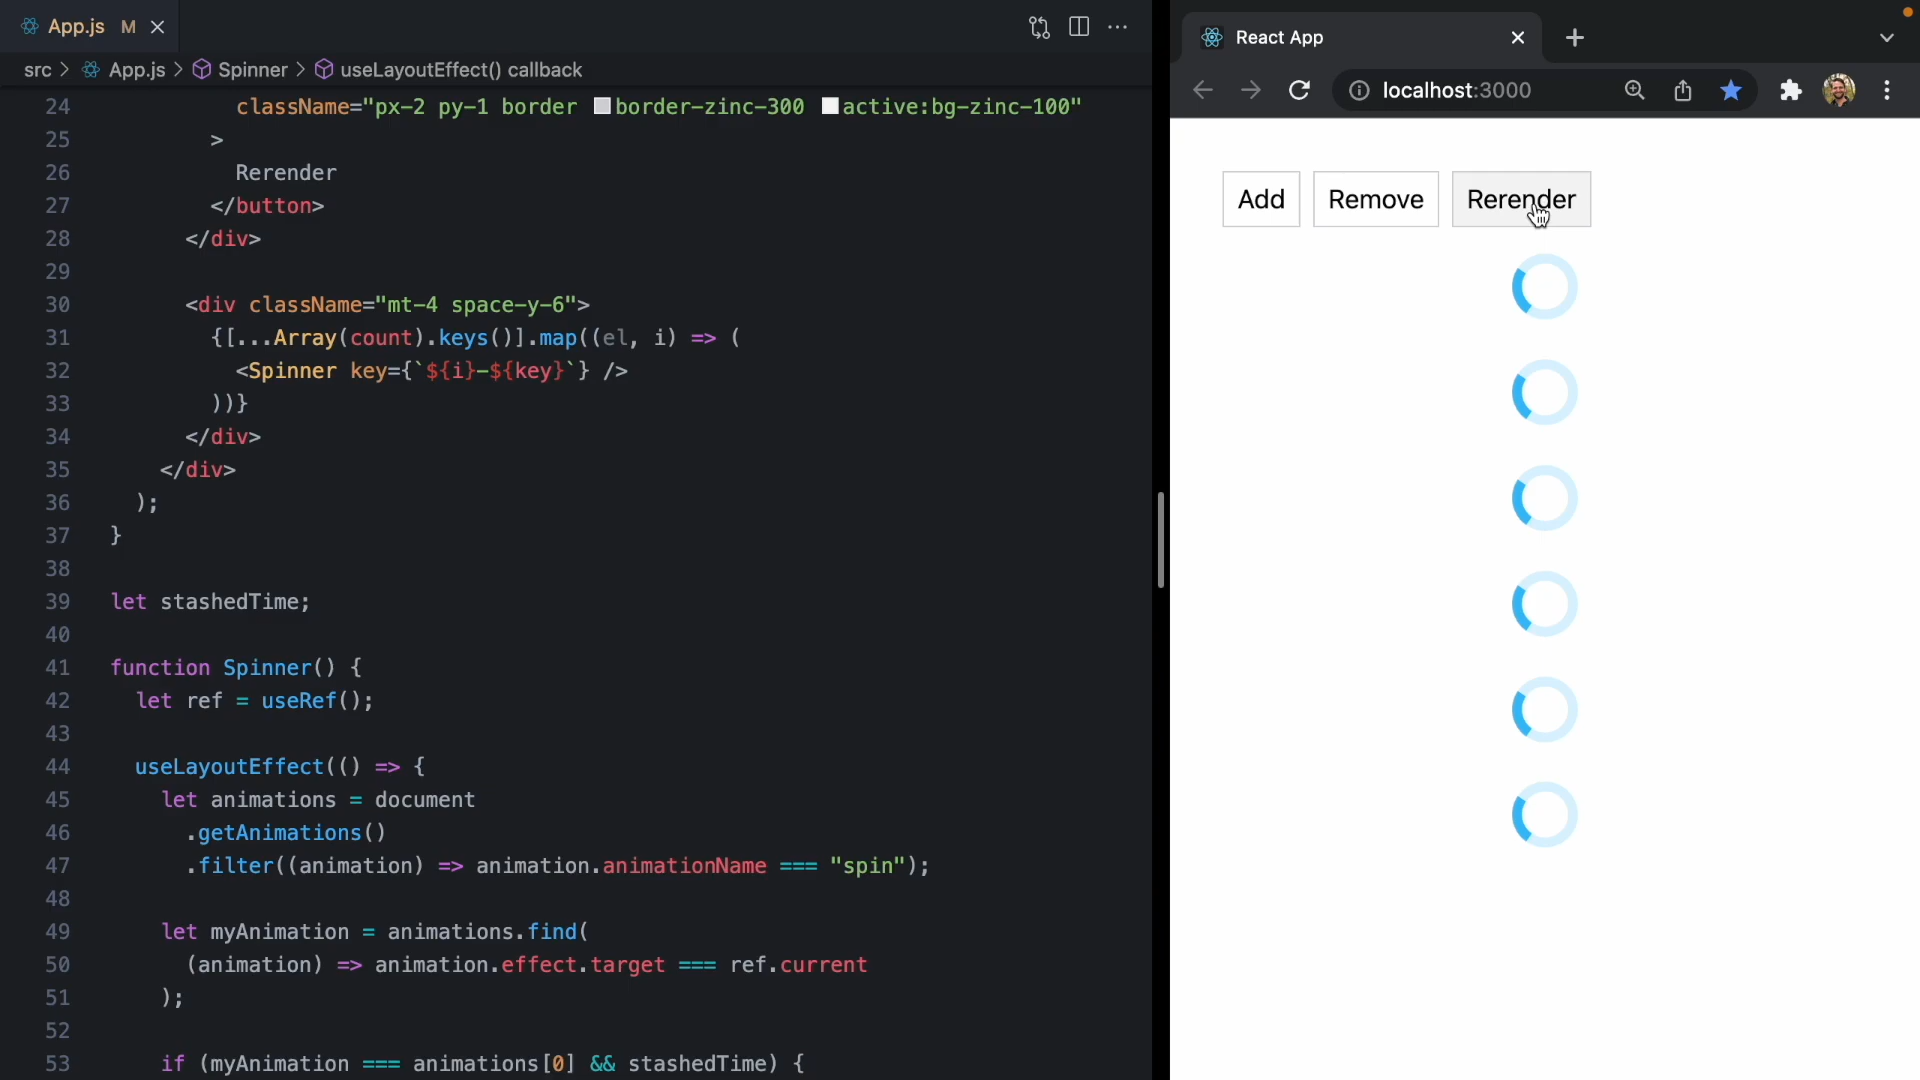 App.js M
src > App.js > Spinner > useLayoutEffect() callback
24 className="px-2 py-1 border border-zinc-300 active:bg-zinc-100"
25 >
26 Rerender
27 </button>
28 </div>
29
30 <div className="mt-4 space-y-6">
31 {[...Array(count).keys()].map((el, i) => (
32 <Spinner key={`${i}-${key}`} />
33 ))}
34 </div>
35 </div>
36 );
37 }
38
39 let stashedTime;
40
41 function Spinner() {
42 let ref = useRef();
43
44 useLayoutEffect(() => {
45 let animations = document
46 .getAnimations()
47 .filter((animation) => animation.animationName === "spin");
48
49 let myAnimation = animations.find(
50 (animation) => animation.effect.target === ref.current
51 );
52
53 if (myAnimation === animations[0] && stashedTime) {
React App
localhost:3000
Add Remove Rerender